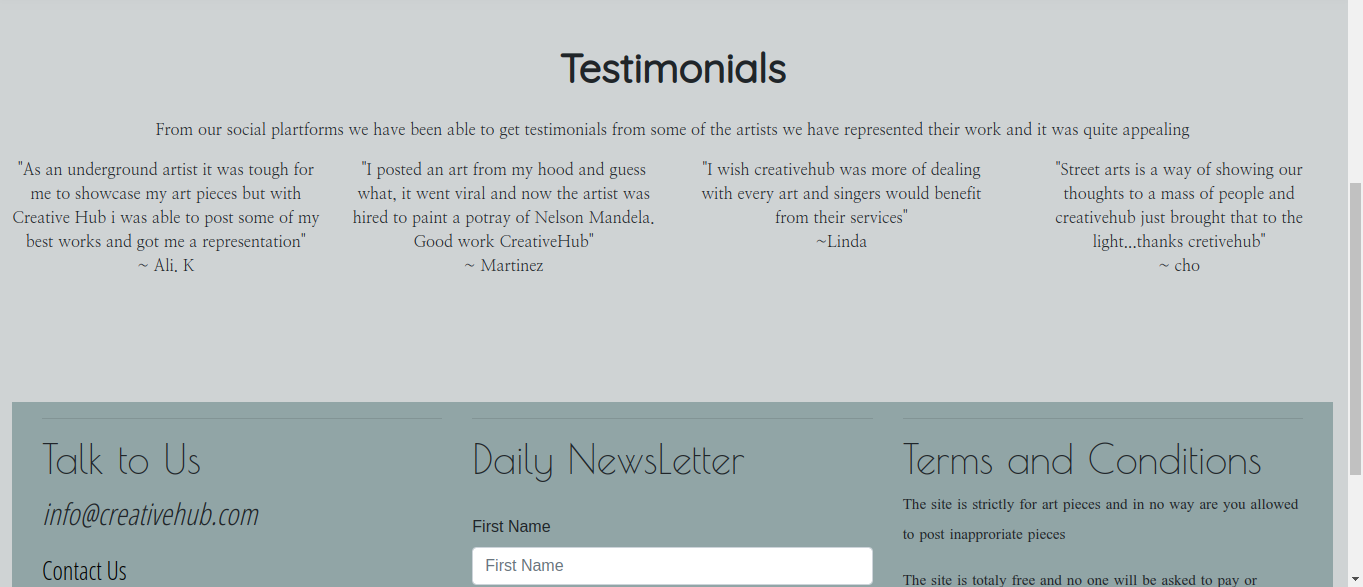 Testimonials
From our social plartforms we have been able to get testimonials from some of the artists we have represented their work and it was quite appealing
"As an underground artist it was tough for
me to showcase my art pieces but with
Creative Hub i was able to post some of my
best works and got me a representation"
~ Ali. K
"I posted an art from my hood and guess
what, it went viral and now the artist was
hired to paint a potray of Nelson Mandela.
Good work CreativeHub"
~ Martinez
"I wish creativehub was more of dealing
with every art and singers would benefit
from their services"
~Linda
"Street arts is a way of showing our
thoughts to a mass of people and
creativehub just brought that to the
light...thanks cretivehub"
~ cho
Talk to Us
info@creativehub.com
Contact Us
Daily NewsLetter
First Name
First Name
Terms and Conditions
The site is strictly for art pieces and in no way are you allowed
to post inapproriate pieces
The site is totaly free and no one will be asked to pay or